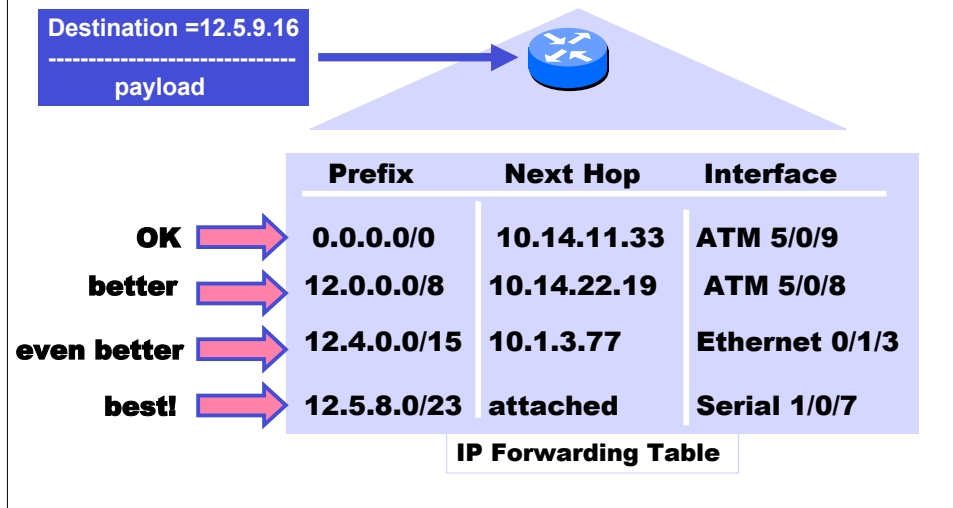 Destination =12.5.9.16
-------------------------------
payload
Prefix Next Hop Interface
OK 0.0.0.0/0 10.14.11.33 ATM 5/0/9
better 12.0.0.0/8 10.14.22.19 ATM 5/0/8
even better 12.4.0.0/15 10.1.3.77 Ethernet 0/1/3
best! 12.5.8.0/23 attached Serial 1/0/7
IP Forwarding Table